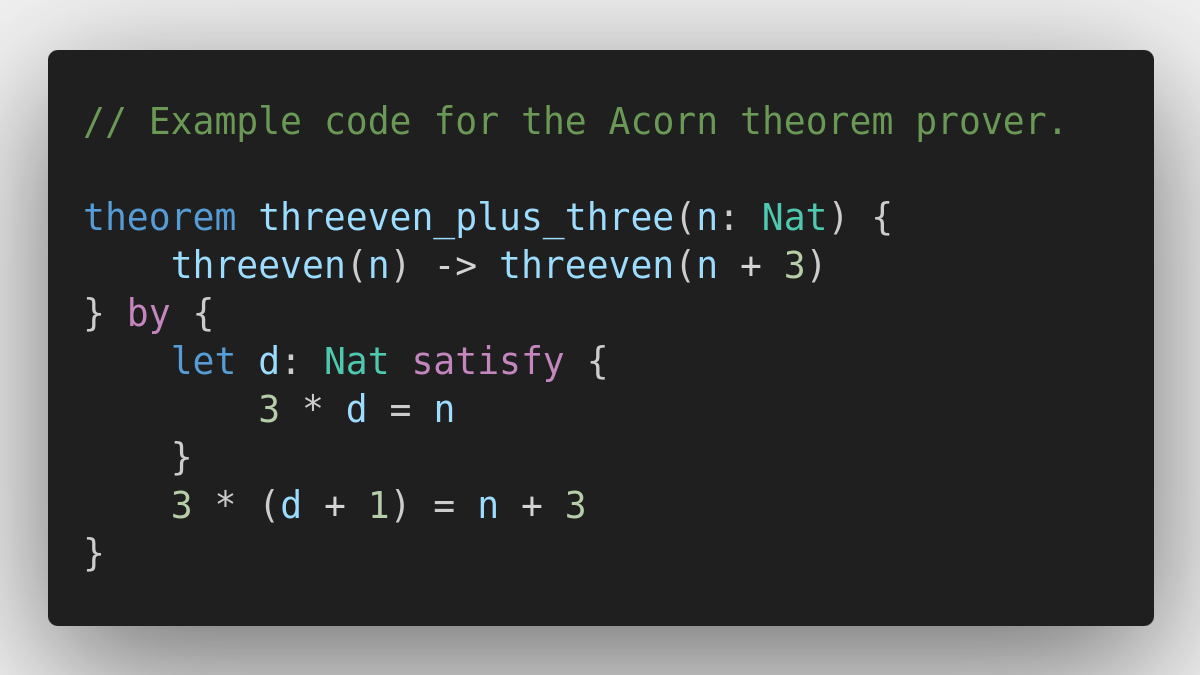 // Example code for the Acorn theorem prover.

theorem threeven_plus_three(n: Nat) {
    threeven(n) -> threeven(n + 3)
} by {
    let d: Nat satisfy {
        3 * d = n
    }
    3 * (d + 1) = n + 3
}